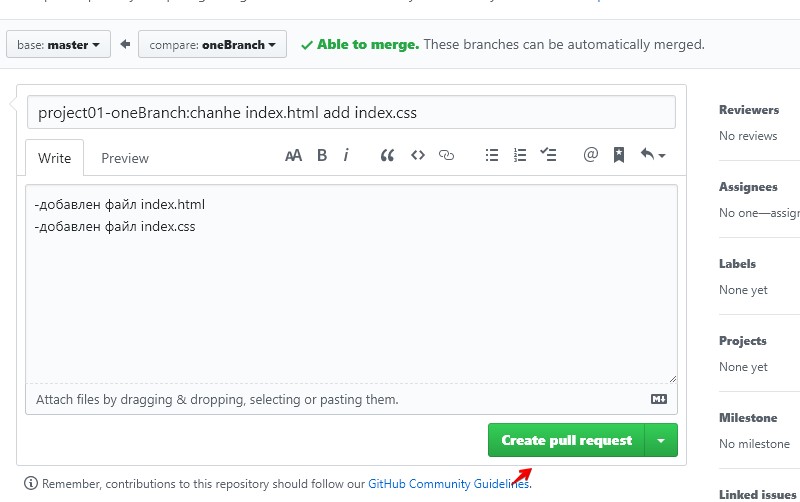 base: master
compare: oneBranch
Able to merge. These branches can be automatically merged.
project01-oneBranch:chanhe index.html add index.css
Write
Preview
AA B i
-добавлен файл index.html
-добавлен файл index.css
Attach files by dragging & dropping, selecting or pasting them.
Create pull request
Remember, contributions to this repository should follow our GitHub Community Guidelines.
Reviewers
No reviews
Assignees
No one—assign
Labels
None yet
Projects
None yet
Milestone
No milestone
Linked issues